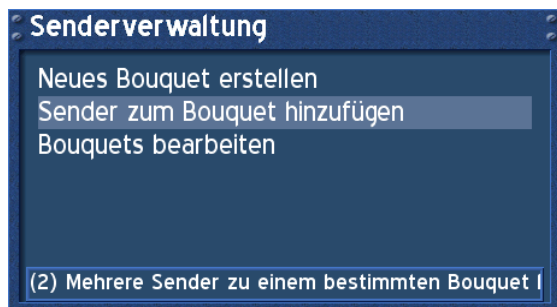 Senderverwaltung
Neues Bouquet erstellen
Sender zum Bouquet hinzufügen
Bouquets bearbeiten
(2) Mehrere Sender zu einem bestimmten Bouquet